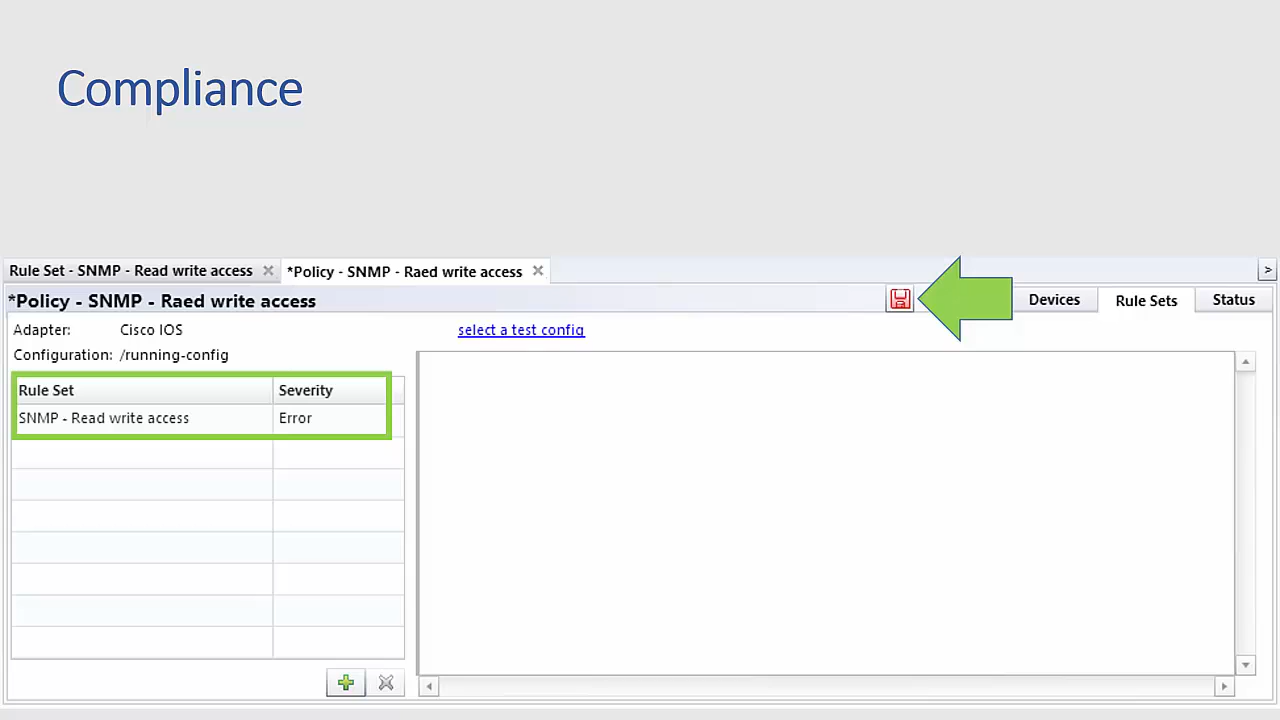 Compliance
Rule Set - SNMP - Read write access
*Policy - SNMP - Raed write access
>
*Policy - SNMP - Raed write access
Devices
Rule Sets
Status
Adapter: Cisco IOS
select a test config
Configuration: /running-config
Rule Set Severity
SNMP - Read write access Error